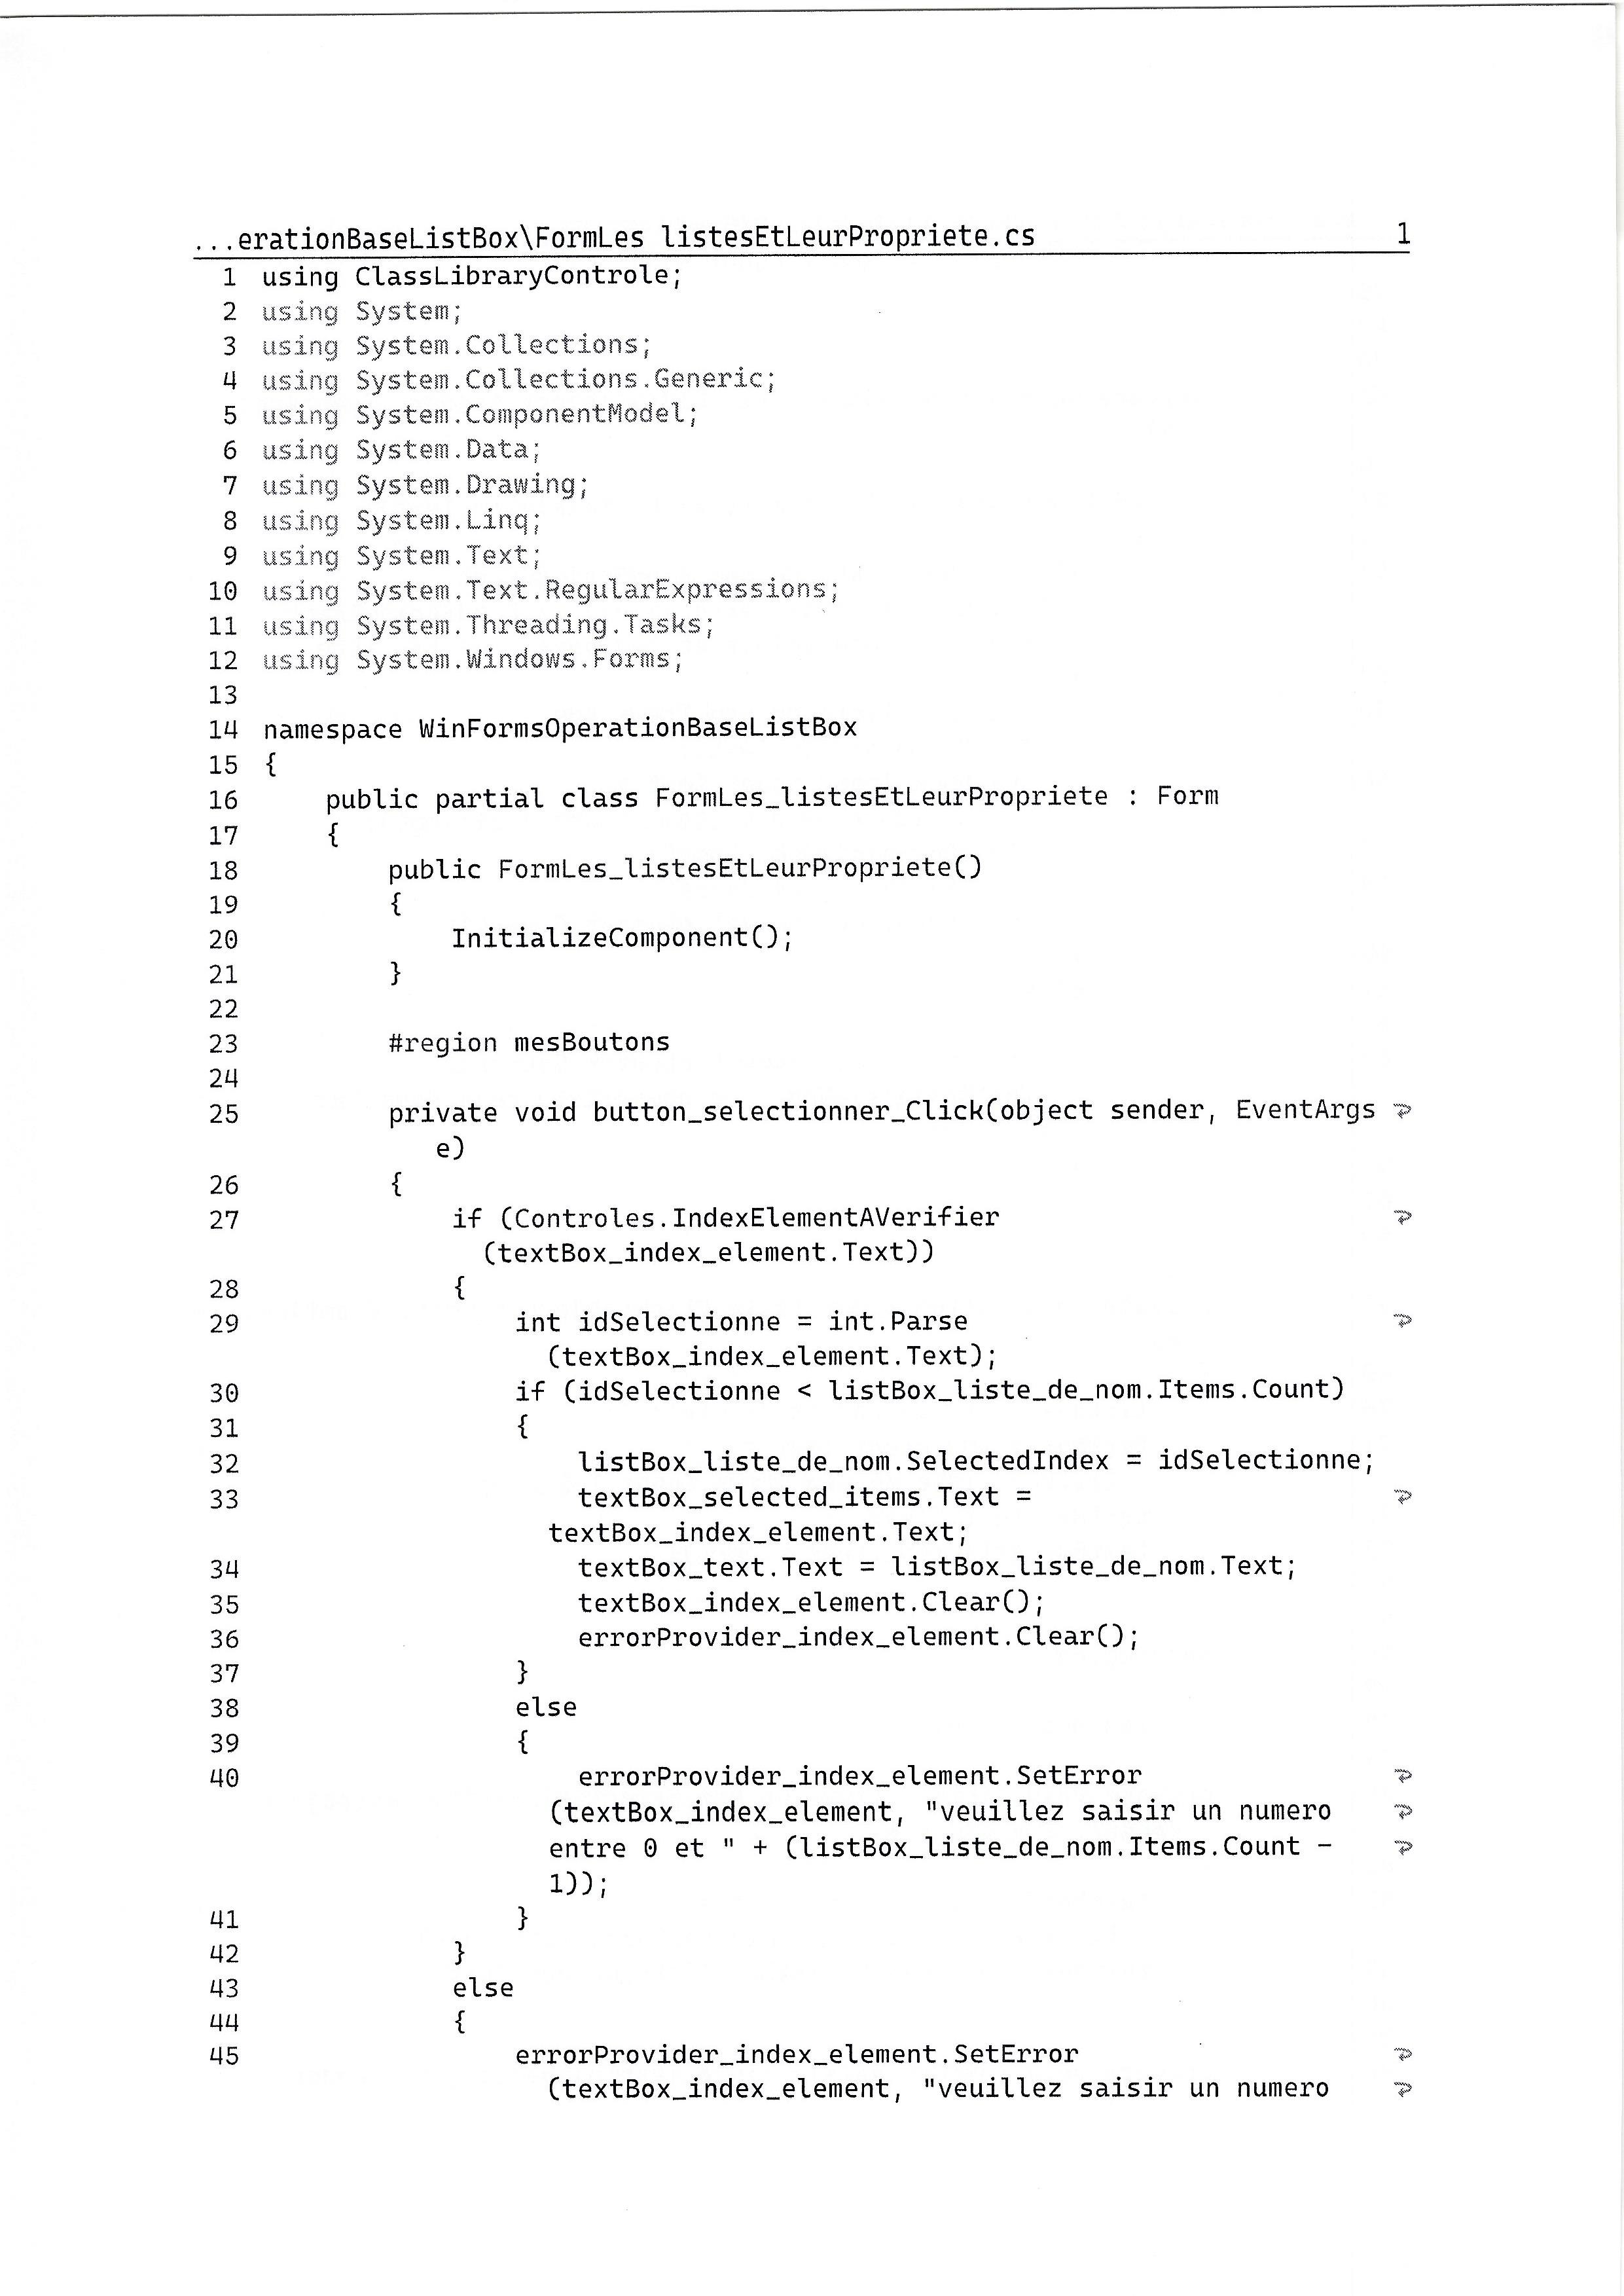 ...erationBaseListBox\FormLes listesEtLeurPropriete.cs 1
1 using ClassLibraryControle;
2 using System;
3 using System.Collections;
4 using System.Collections.Generic;
5 using System.ComponentModel;
6 using System.Data;
7 using System.Drawing;
8 using System.Linq;
9 using System.Text;
10 using System.Text.RegularExpressions;
11 using System.Threading.Tasks;
12 using System.Windows.Forms;
13
14 namespace WinFormsOperationBaseListBox
15 {
16     public partial class FormLes_listesEtLeurPropriete : Form
17     {
18         public FormLes_listesEtLeurPropriete()
19         {
20             InitializeComponent();
21         }
22
23         #region mesBoutons
24
25         private void button_selectionner_Click(object sender, EventArgs
e)
26         {
27             if (Controles.IndexElementAVerifier
(textBox_index_element.Text))
28             {
29                 int idSelectionne = int.Parse
(textBox_index_element.Text);
30                 if (idSelectionne < listBox_liste_de_nom.Items.Count)
31                 {
32                     listBox_liste_de_nom.SelectedIndex = idSelectionne;
33                     textBox_selected_items.Text =
textBox_index_element.Text;
34                     textBox_text.Text = listBox_liste_de_nom.Text;
35                     textBox_index_element.Clear();
36                     errorProvider_index_element.Clear();
37                 }
38                 else
39                 {
40                     errorProvider_index_element.SetError
(textBox_index_element, "veuillez saisir un numero
entre 0 et " + (listBox_liste_de_nom.Items.Count -
1));
41                 }
42             }
43             else
44             {
45                 errorProvider_index_element.SetError
(textBox_index_element, "veuillez saisir un numero